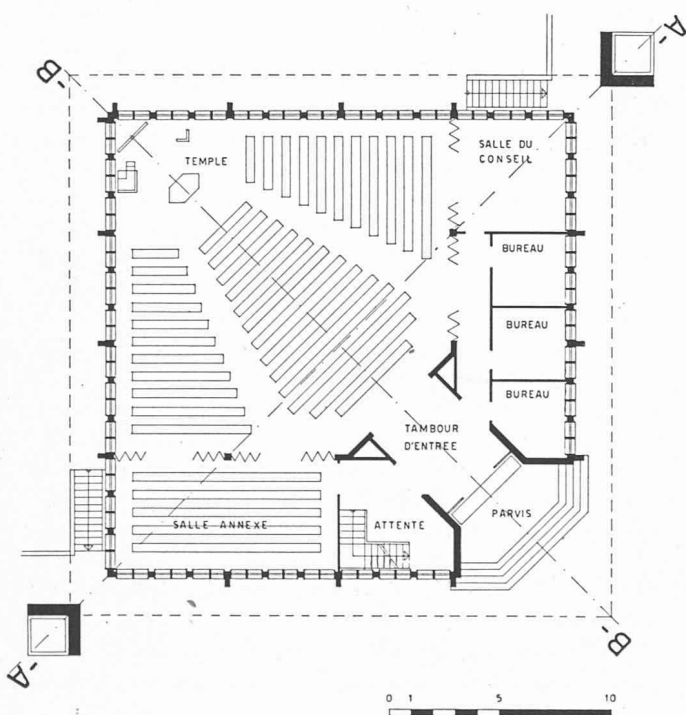 A-
B-
TEMPLE
SALLE DU
CONSEIL
BUREAU
BUREAU
BUREAU
TAMBOUR
D'ENTREE
SALLE ANNEXE
ATTENTE
PARVIS
-A
B-
0 1 5 10